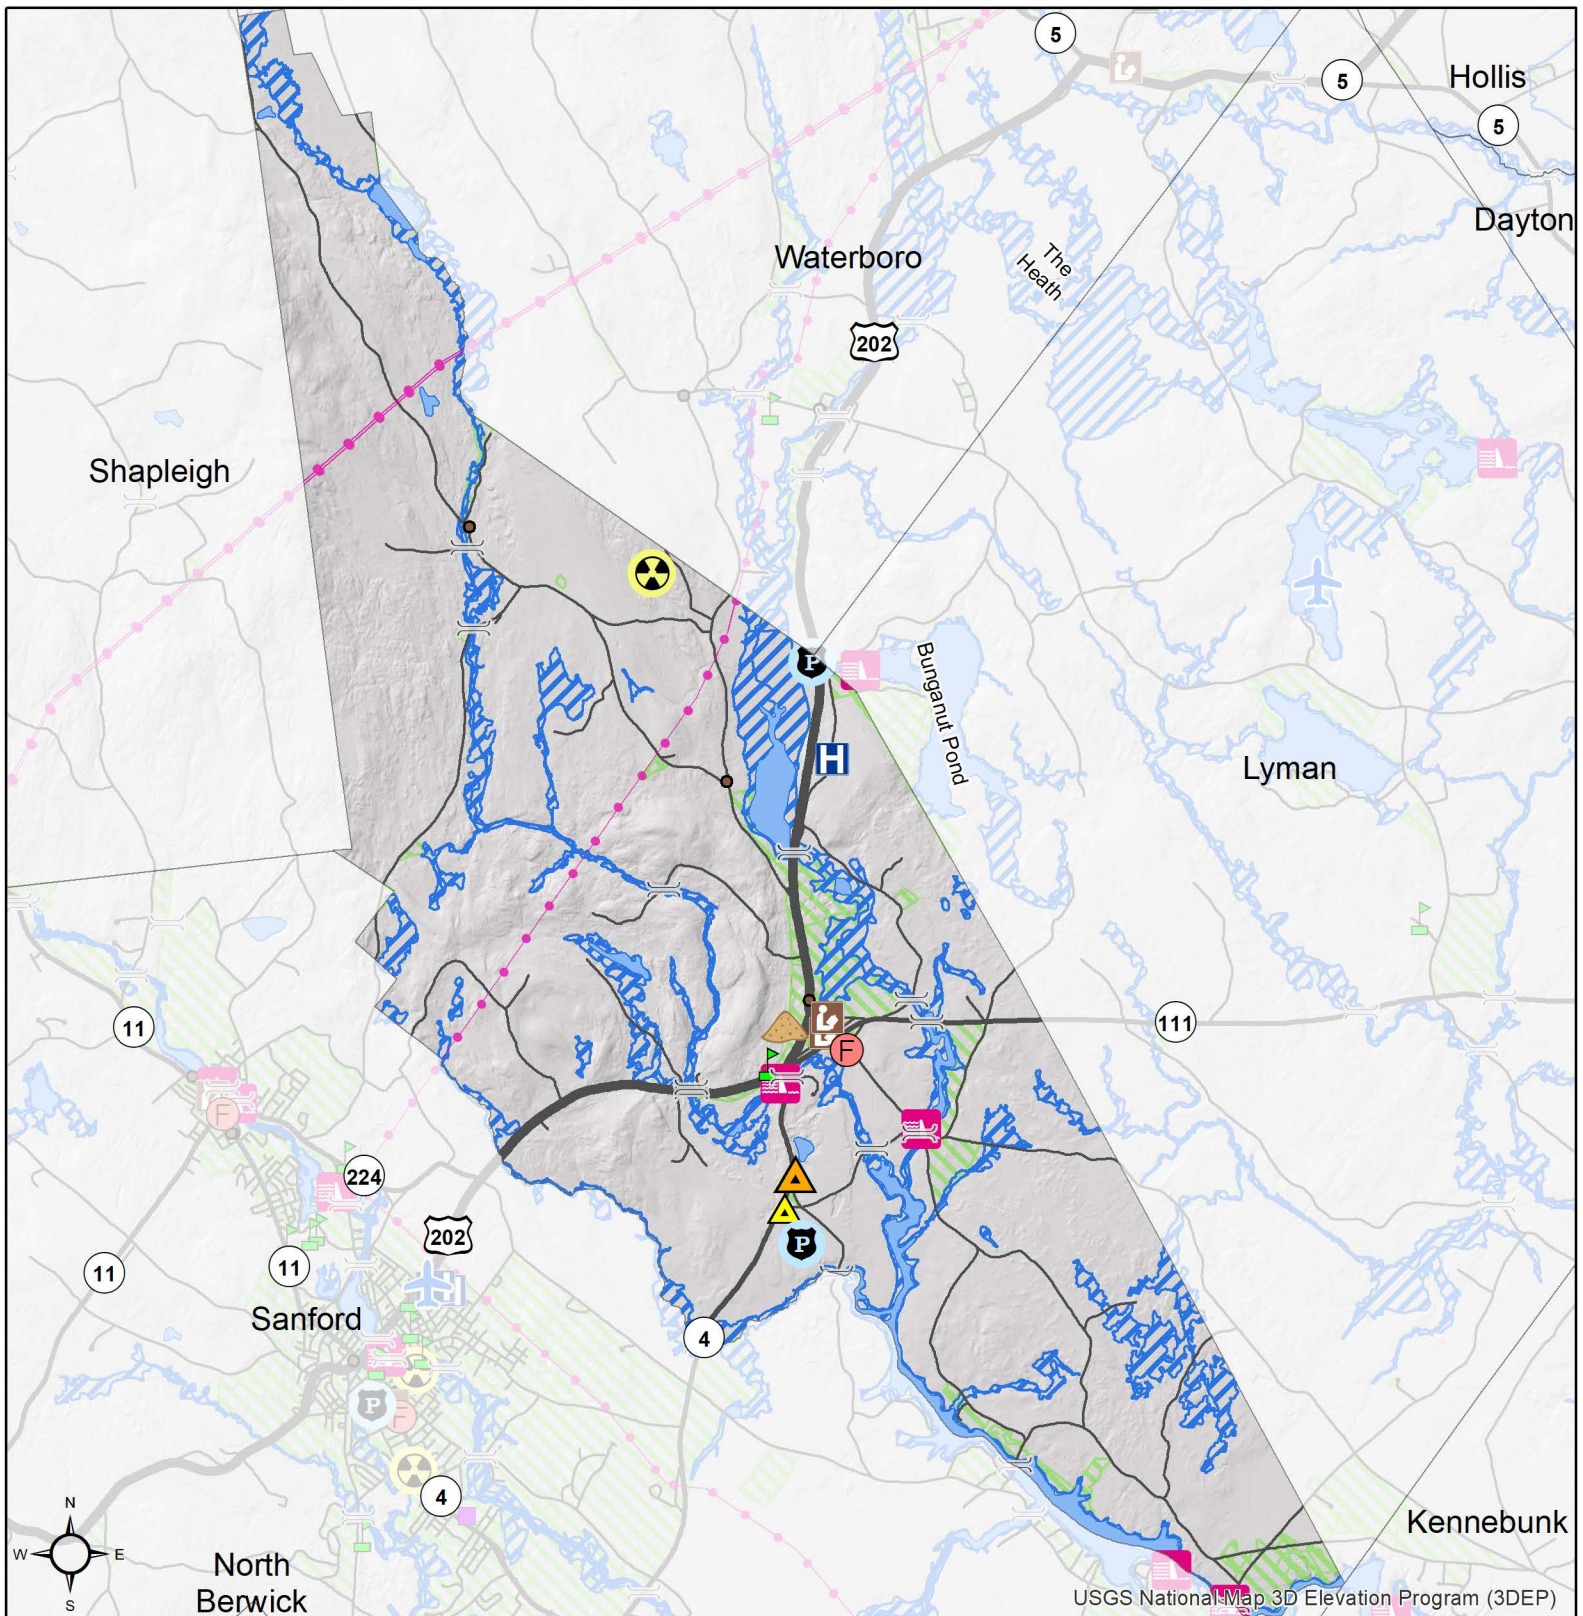 5
5
Hollis
5
Dayton
Waterboro
The
Heath
202
Shapleigh
P
Bunganut Pond
H
Lyman
11
111
F
F
224
202
P
11
11
Sanford
4
P
F
4
Kennebunk
N
W E
S
North
Berwick
USGS National Map 3D Elevation Program (3DEP)